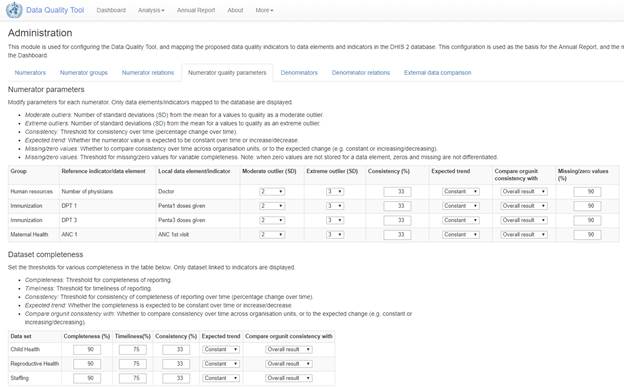 Data Quality Tool Dashboard Analysis Annual Report About More
Administration
This module is used for configuring the Data Quality Tool, and mapping the proposed data quality indicators to data elements and indicators in the DHIS 2 database. This configuration is used as the basis for the Annual Report, and the m
the Dashboard.
Numerators Numerator groups Numerator relations Numerator quality parameters Denominators Denominator relations External data comparison
Numerator parameters
Modify parameters for each numerator. Only data elements/indicators mapped to the database are displayed.
• Moderate outliers: Number of standard deviations (SD) from the mean for a values to qualify as a moderate outlier.
• Extreme outliers: Number of standard deviations (SD) from the mean for a values to qualify as an extreme outlier.
• Consistency: Threshold for consistency over time (percentage change over time).
• Expected trend: Whether the numerator value is expected to be constant over time or increase/decrease.
• Missing/zero values: Whether to compare consistency over time across organisation units, or to the expected change (e.g. constant or increasing/decreasing).
• Missing/zero values: Threshold for missing/zero values for variable completeness. Note: when zero values are not stored for a data element, zeros and missing are not differentiated.
Group Reference indicator/data element Local data element/indicator Moderate outlier (SD) Extreme outlier (SD) Consistency (%) Expected trend Compare orgunit consistency with Missing/zero values (%)
Human resources Number of physicians Doctor 2 3 33 Constant Overall result 90
Immunization DPT 1 Penta1 doses given 2 3 33 Constant Overall result 90
Immunization DPT 3 Penta3 doses given 2 3 33 Constant Overall result 90
Maternal Health ANC 1 ANC 1st visit 2 3 33 Constant Overall result 90
Dataset completeness
Set the thresholds for various completeness in the table below. Only dataset linked to indicators are displayed.
• Completeness: Threshold for completeness of reporting.
• Timeliness: Threshold for timeliness of reporting.
• Consistency: Threshold for consistency of completeness of reporting over time (percentage change over time).
• Expected trend: Whether the completeness is expected to be constant over time or increase/decrease
• Compare orgunit consistency with: Whether to compare consistency over time across organisation units, or to the expected change (e.g. constant or
increasing/decreasing).
Data set Completeness (%) Timeliness(%) Consistency (%) Expected trend Compare orgunit consistency with
Child Health 90 75 33 Constant Overall result
Reproductive Health 90 75 33 Constant Overall result
Staffing 90 75 33 Constant Overall result